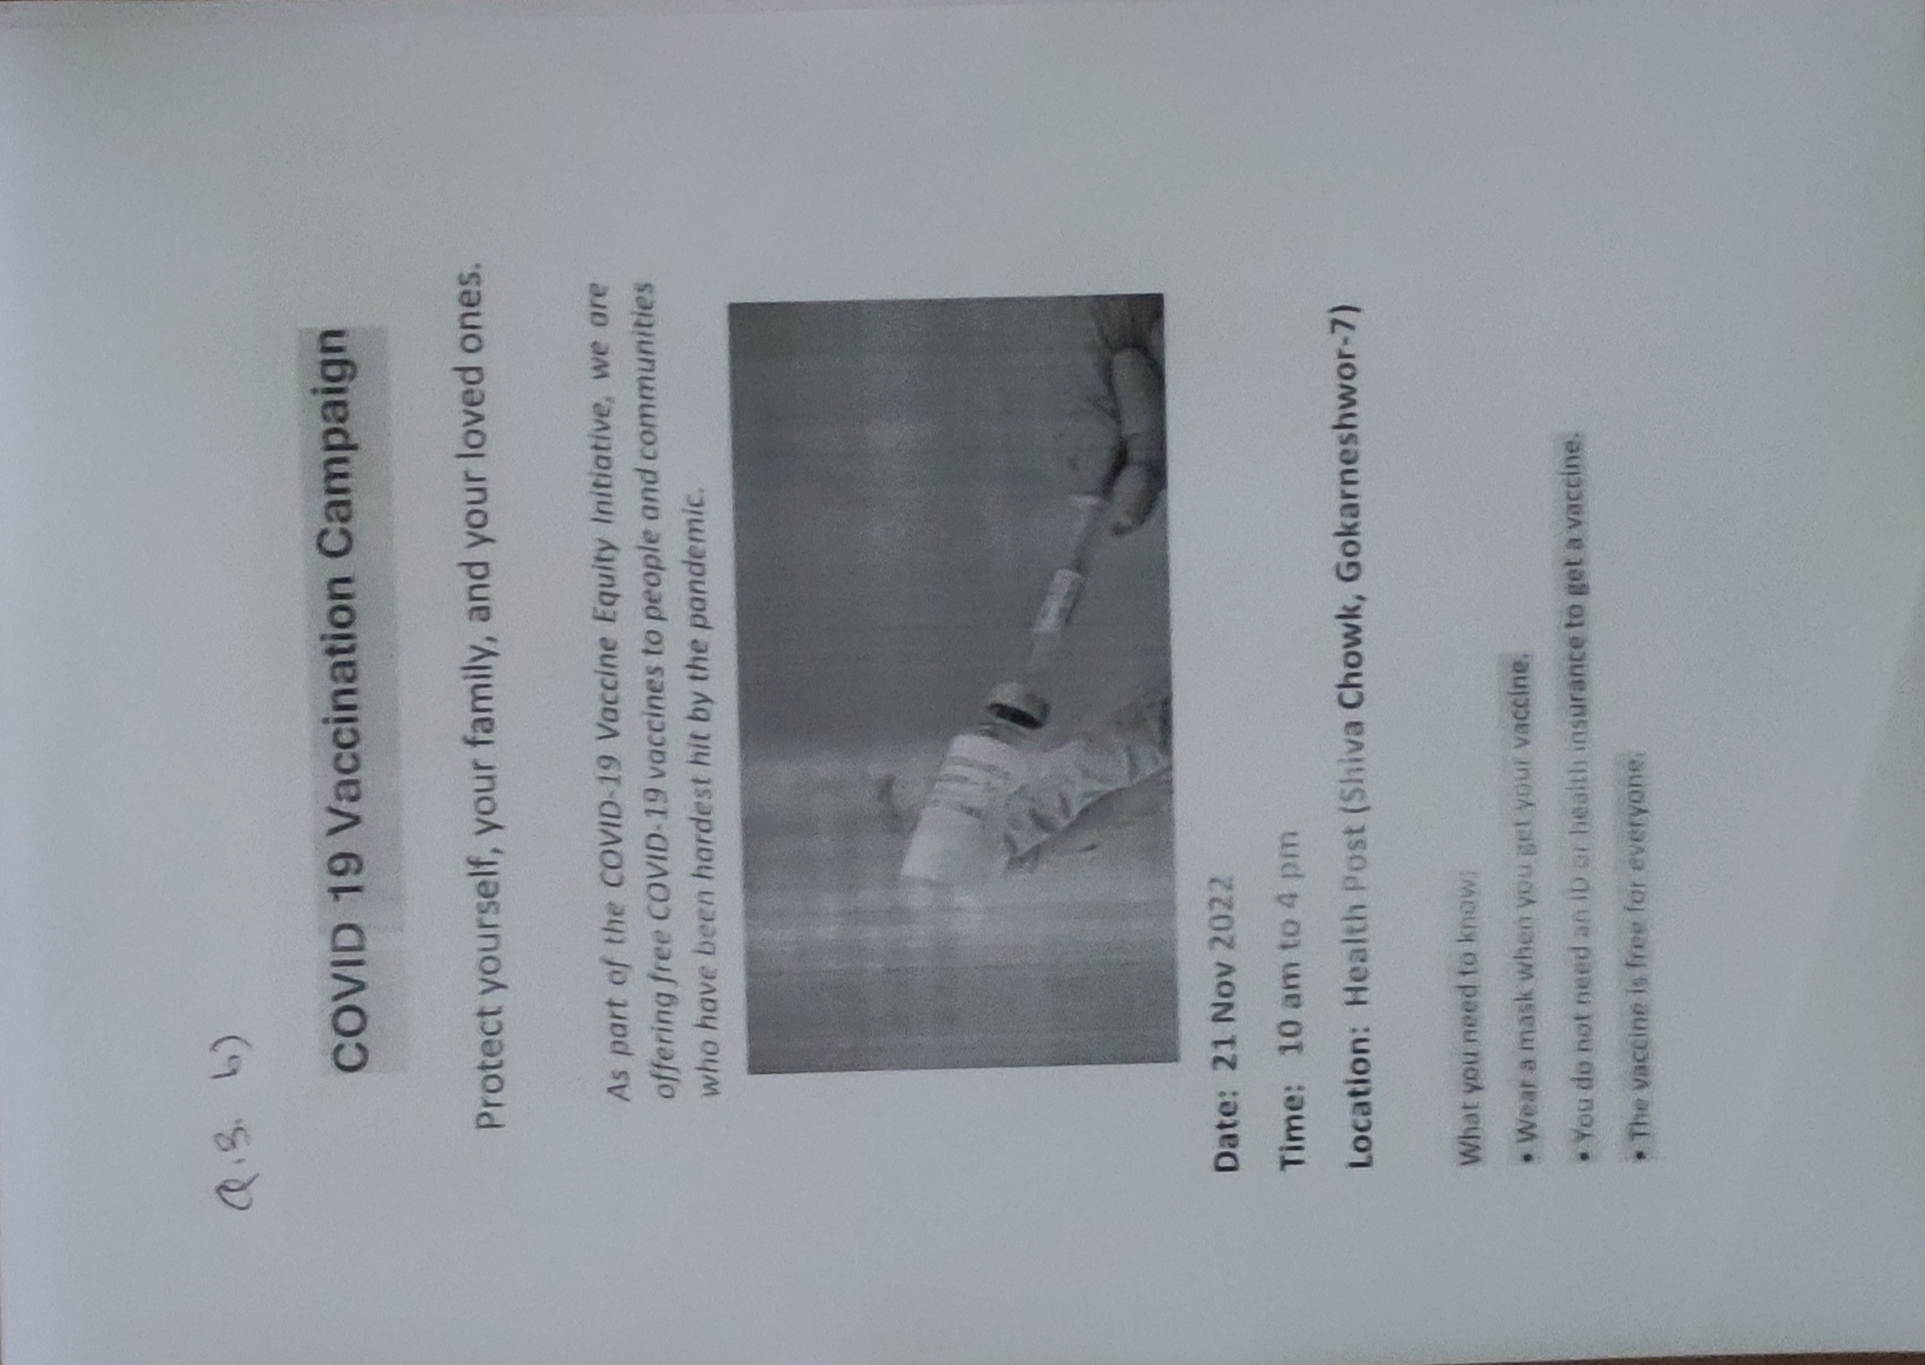 Q.3. b)
COVID 19 Vaccination Campaign
Protect yourself, your family, and your loved ones.
As part of the COVID-19 Vaccine Equity Initiative, we are
offering free COVID-19 vaccines to people and communities
who have been hardest hit by the pandemic.
Date: 21 Nov 2022
Time: 10 am to 4 pm
Location: Health Post (Shiva Chowk, Gokarneshwor-7)
What you need to know:
• Wear a mask when you get your vaccine.
• You do not need an ID or health insurance to get a vaccine.
• The vaccine is free for everyone.